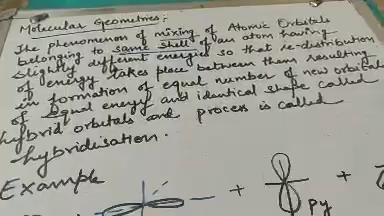 Molecular Geometries:
The phenomenon of mixing of Atomic Orbitals
belonging to same shell of an atom having
slightly different energies so that re-distribution
of energy takes place between them resulting
in formation of equal number of new orbitals
of equal energy and identical shape called
hybrid orbitals and process is called
hybridisation.
Example
+ +
py